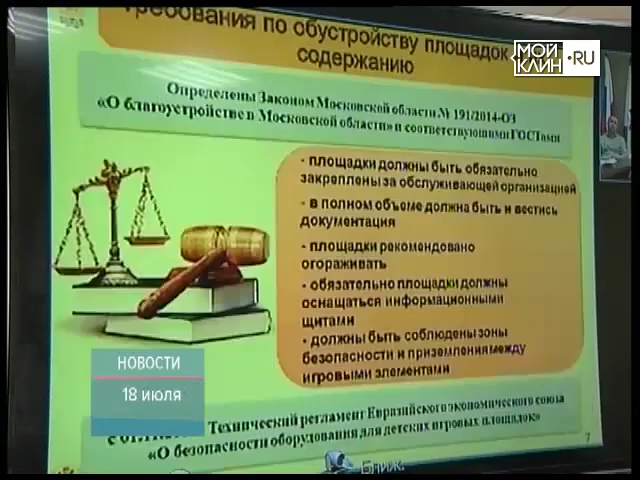 МОЙ
КЛИН .RU
Требования по обустройству площадок
содержанию
Определены Законом Московской области № 191/2014-ОЗ
«О благоустройстве в Московской области» и соответствующими ГОСТами
- площадки должны быть обязательно
закреплены за обслуживающей организацией
- в полном объеме должна быть и вестись
документация
- площадки рекомендовано
огораживать
- обязательно площадки должны
оснащаться информационными
щитами
- должны быть соблюдены зоны
безопасности и приземления между
игровыми элементами
НОВОСТИ
18 июля
Технический регламент Евразийского экономического союза
«О безопасности оборудования для детских игровых площадок»
7